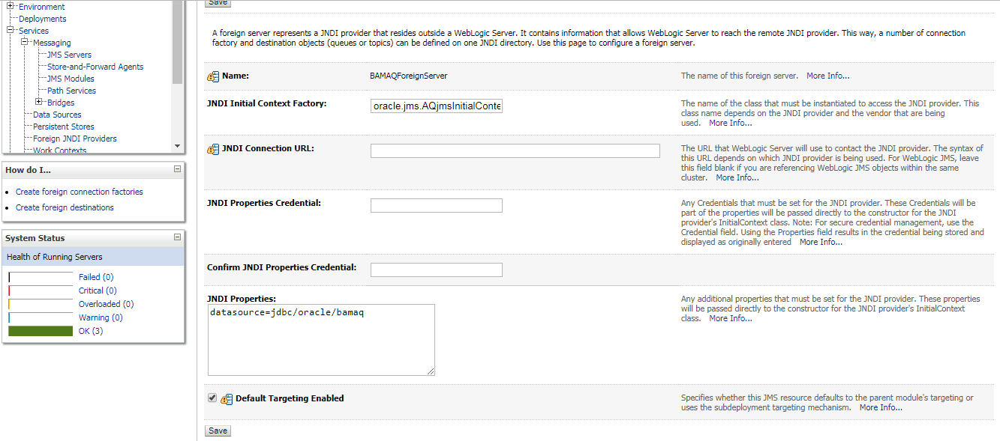 Environment
Deployments
Services
Messaging
JMS Servers
Store-and-Forward Agents
JMS Modules
Path Services
Bridges
Data Sources
Persistent Stores
Foreign JNDI Providers
Work Contexts
How do I...
Create foreign connection factories
Create foreign destinations
System Status
Health of Running Servers
Failed (0)
Critical (0)
Overloaded (0)
Warning (0)
OK (3)
Save
A foreign server represents a JNDI provider that resides outside a WebLogic Server. It contains information that allows WebLogic Server to reach the remote JNDI provider. This way, a number of connection
factory and destination objects (queues or topics) can be defined on one JNDI directory. Use this page to configure a foreign server.
Name: BAMAQForeignServer The name of this foreign server. More Info...
JNDI Initial Context Factory: oracle.jms.AQjmsInitialConte The name of the class that must be instantiated to access the JNDI provider. This
class name depends on the JNDI provider and the vendor that are being
used. More Info...
JNDI Connection URL: The URL that WebLogic Server will use to contact the JNDI provider. The syntax of
this URL depends on which JNDI provider is being used. For WebLogic JMS, leave
this field blank if you are referencing WebLogic JMS objects within the same
cluster. More Info...
JNDI Properties Credential: Any Credentials that must be set for the JNDI provider. These Credentials will be
part of the properties will be passed directly to the constructor for the JNDI
provider's InitialContext class. Note: For secure credential management, use the
Credential field. Using the Properties field results in the credential being stored and
displayed as originally entered More Info...
Confirm JNDI Properties Credential:
JNDI Properties: Any additional properties that must be set for the JNDI provider. These properties
datasource=jdbc/oracle/bamaq will be passed directly to the constructor for the JNDI provider's InitialContext
class. More Info...
Default Targeting Enabled Specifies whether this JMS resource defaults to the parent module's targeting or
uses the subdeployment targeting mechanism. More Info...
Save